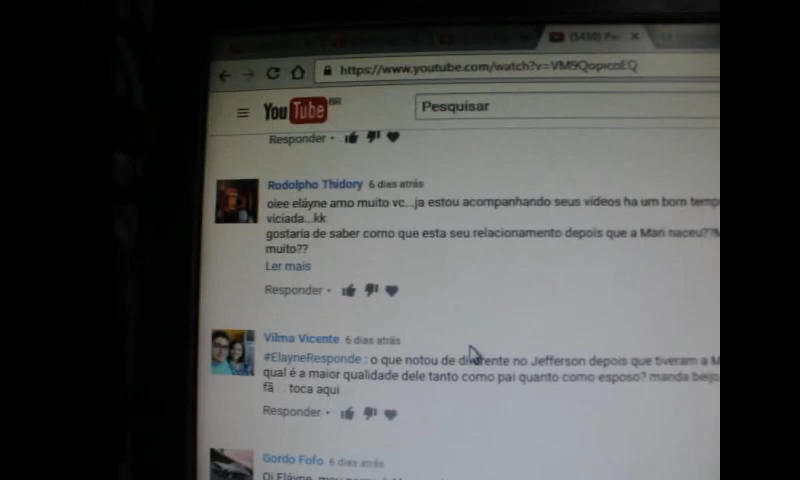 https://www.youtube.com/watch?v=VM9QopicoEQ
YouTube BR
Pesquisar
Responder •
Rodolpho Thidory 6 dias atrás
oiee eláyne amo muito vc...ja estou acompanhando seus vídeos ha um bom
viciada...kk
gostaria de saber como que esta seu relacionamento depois que a Mari naceu??
muito??
Ler mais
Responder •
Vilma Vicente 6 dias atrás
#ElayneResponde : o que notou de diferente no Jefferson depois que tiveram a
qual é a maior qualidade dele tanto como pai quanto como esposo? manda beijo
fã toca aqui
Responder •
Gordo Fofo 6 dias atrás
Oi Elayne,